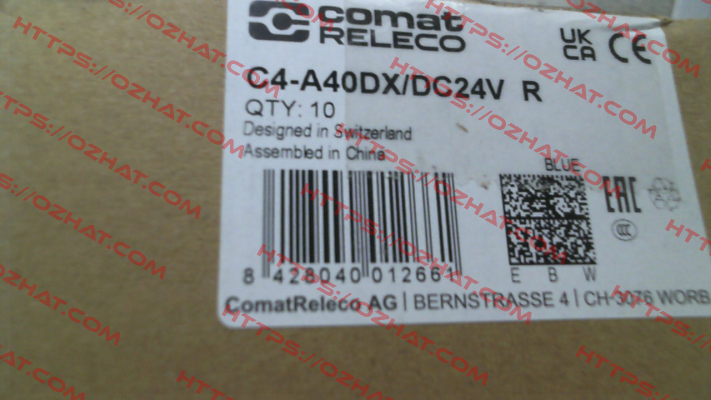 comat
RELECO
UK
CA CE
C4-A40DX/DC24V R
QTY: 10
Designed in Switzerland
Assembled in China
BLUE
EAC
CCC
8 428040 012661
E B W
ComatReleco AG | BERNSTRASSE 4 | CH-3076 WORB
HTTPS://OZHAT.COM